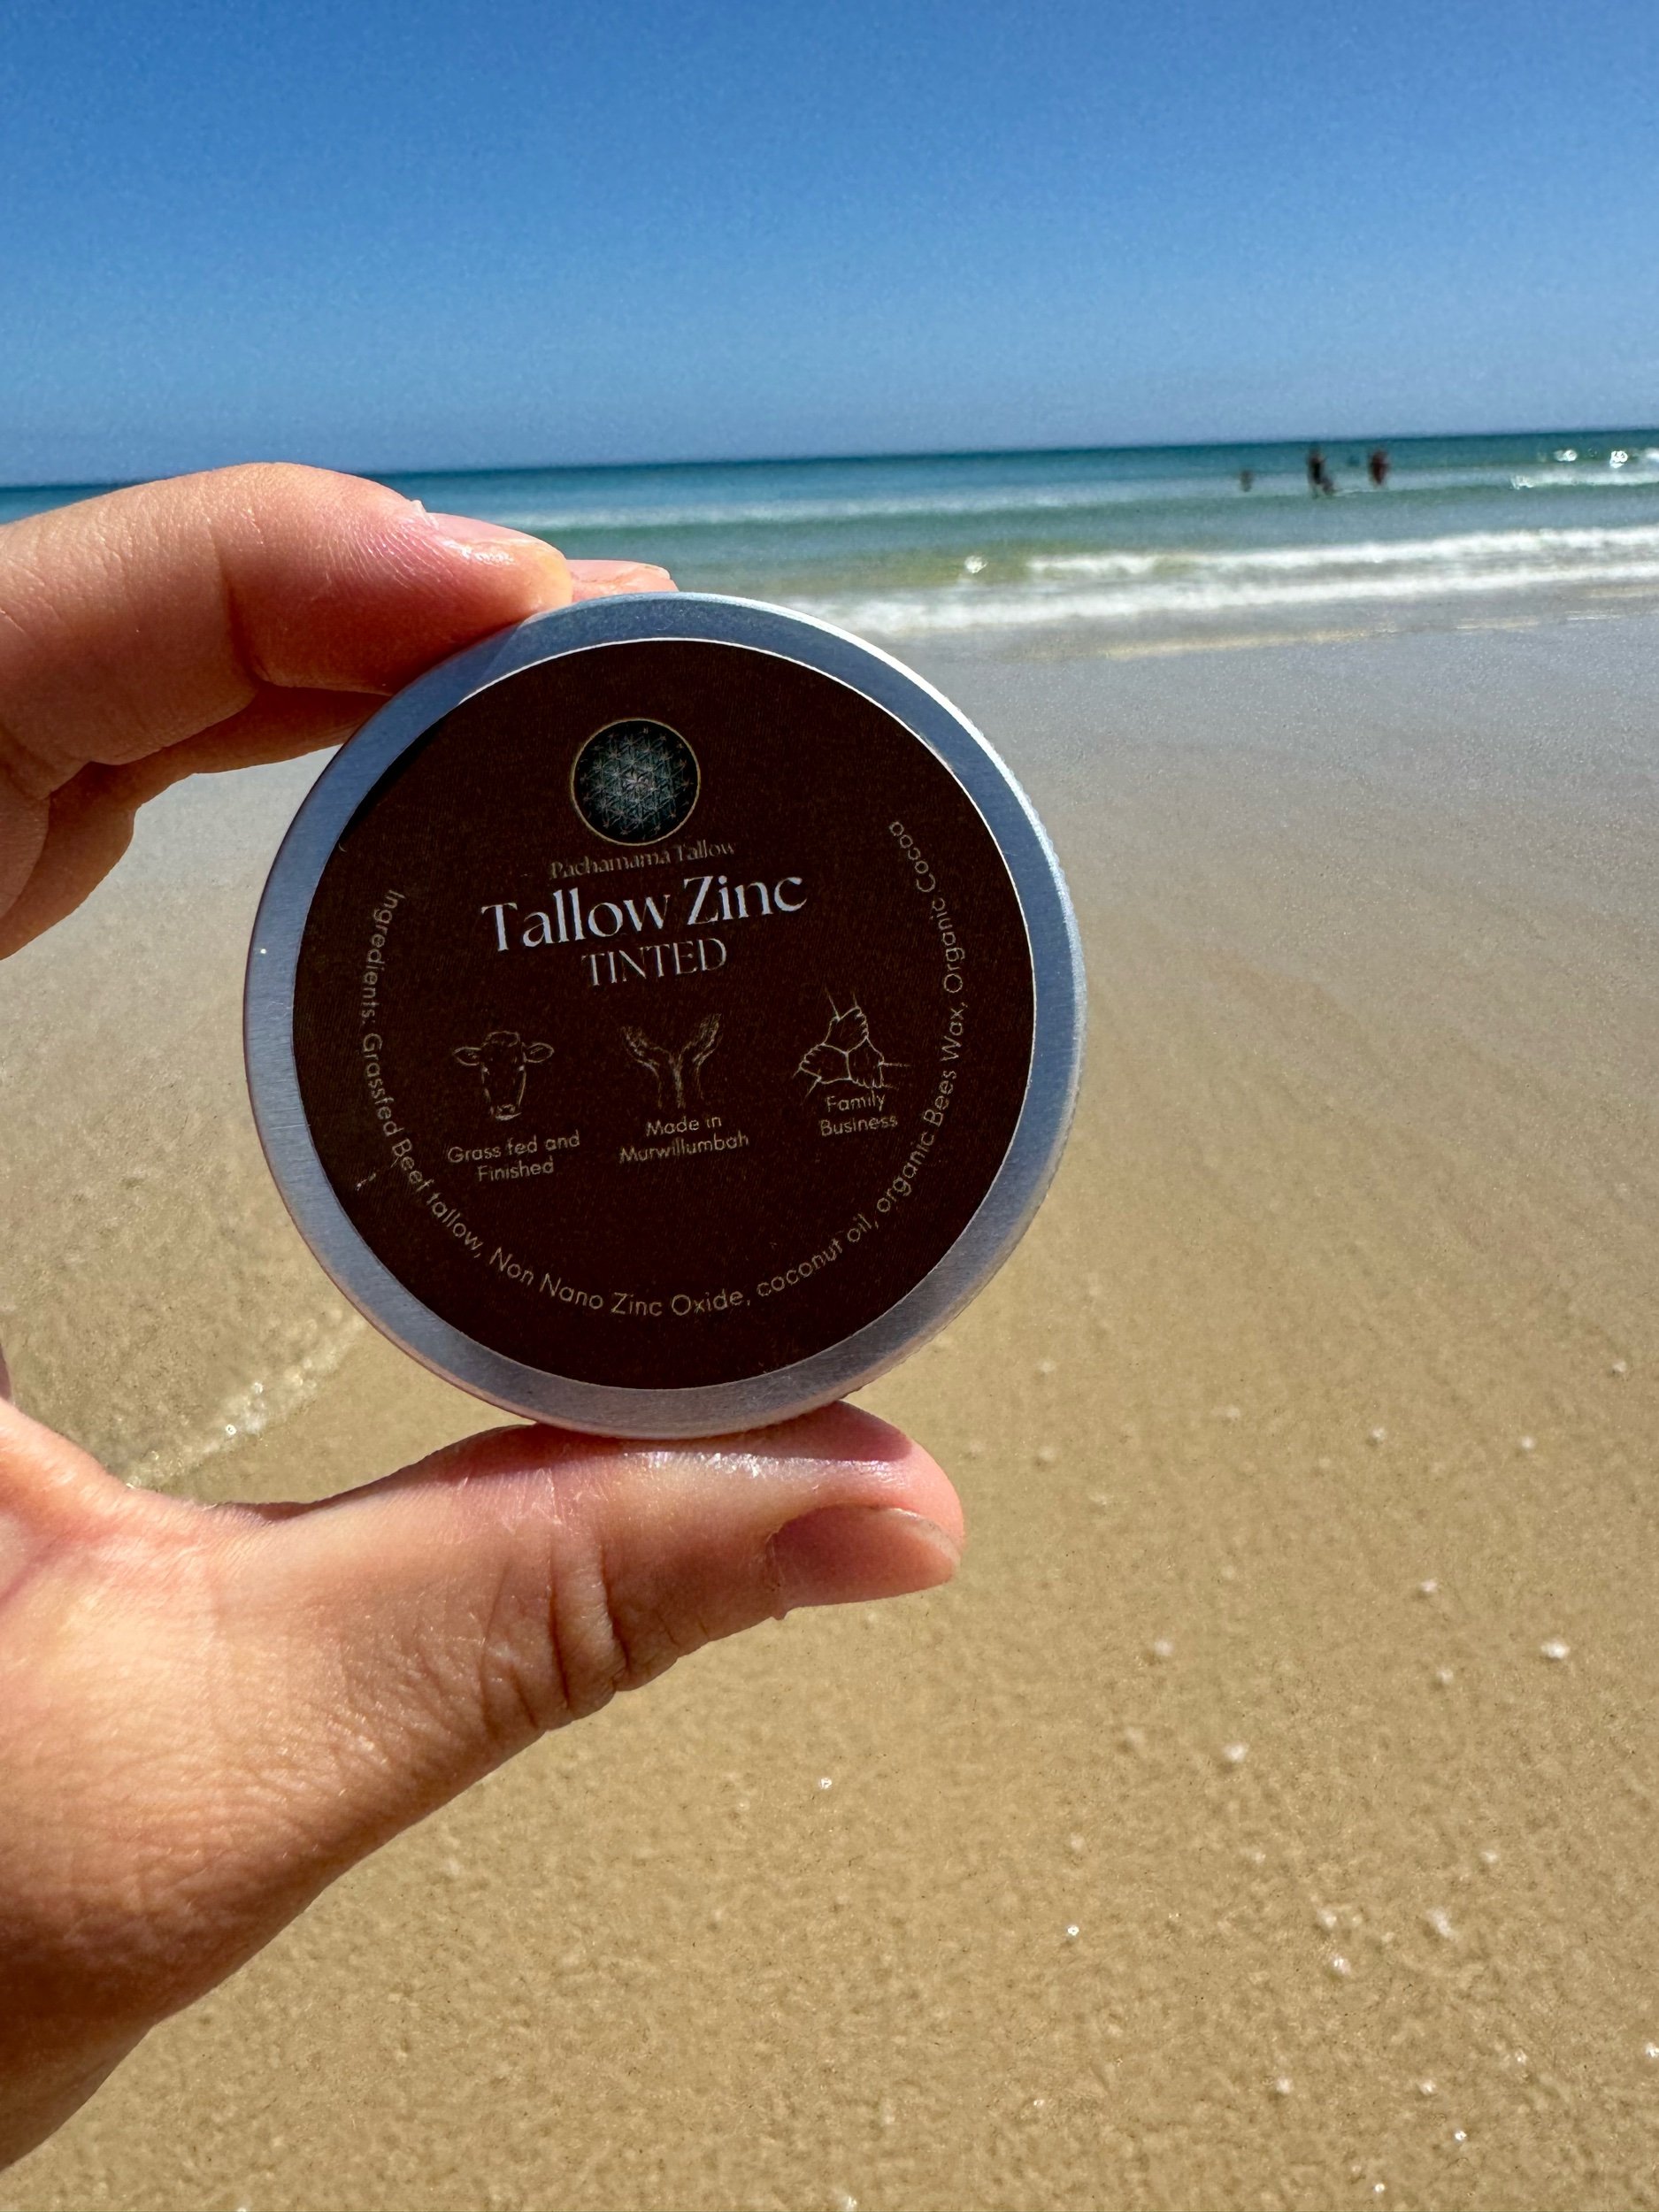 Pachamama Tallow
Tallow Zinc
TINTED
Grass fed and
Finished
Made in
Murwillumbah
Family
Business
Ingredients: Grassfed Beef tallow, Non Nano Zinc Oxide, coconut oil, organic Bees Wax, Organic Cocoa